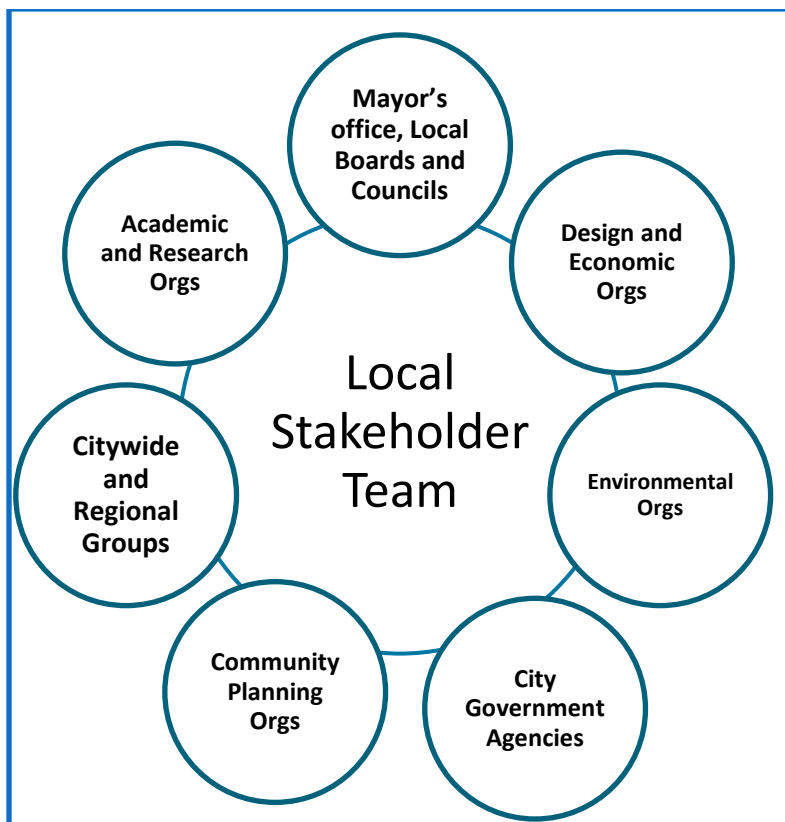 Mayor’s
office, Local
Boards and
Councils
Design and
Economic
Orgs
Environmental
Orgs
City
Government
Agencies
Community
Planning
Orgs
Citywide
and
Regional
Groups
Academic
and Research
Orgs
Local
Stakeholder
Team